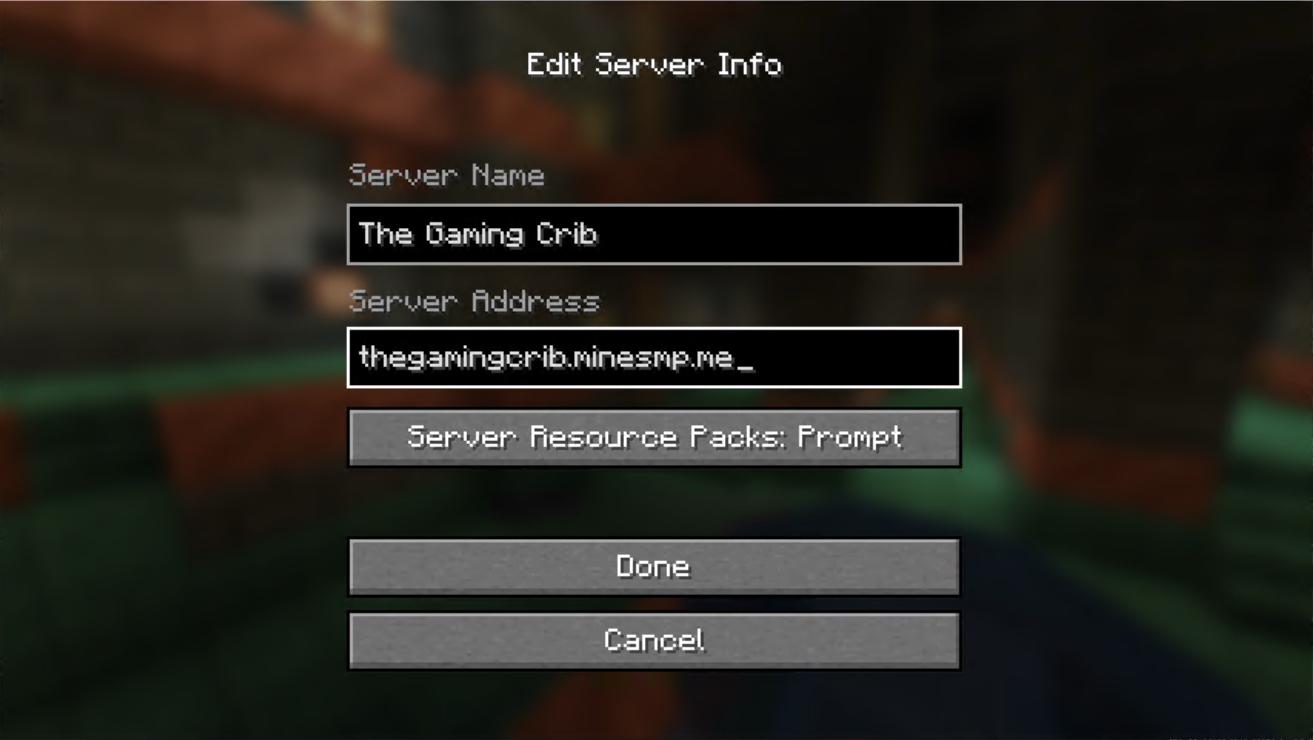 Edit Server Info
Server Name
The Gaming Crib
Server Address
thegamingcrib.minesmp.me_
Server Resource Packs: Prompt
Done
Cancel